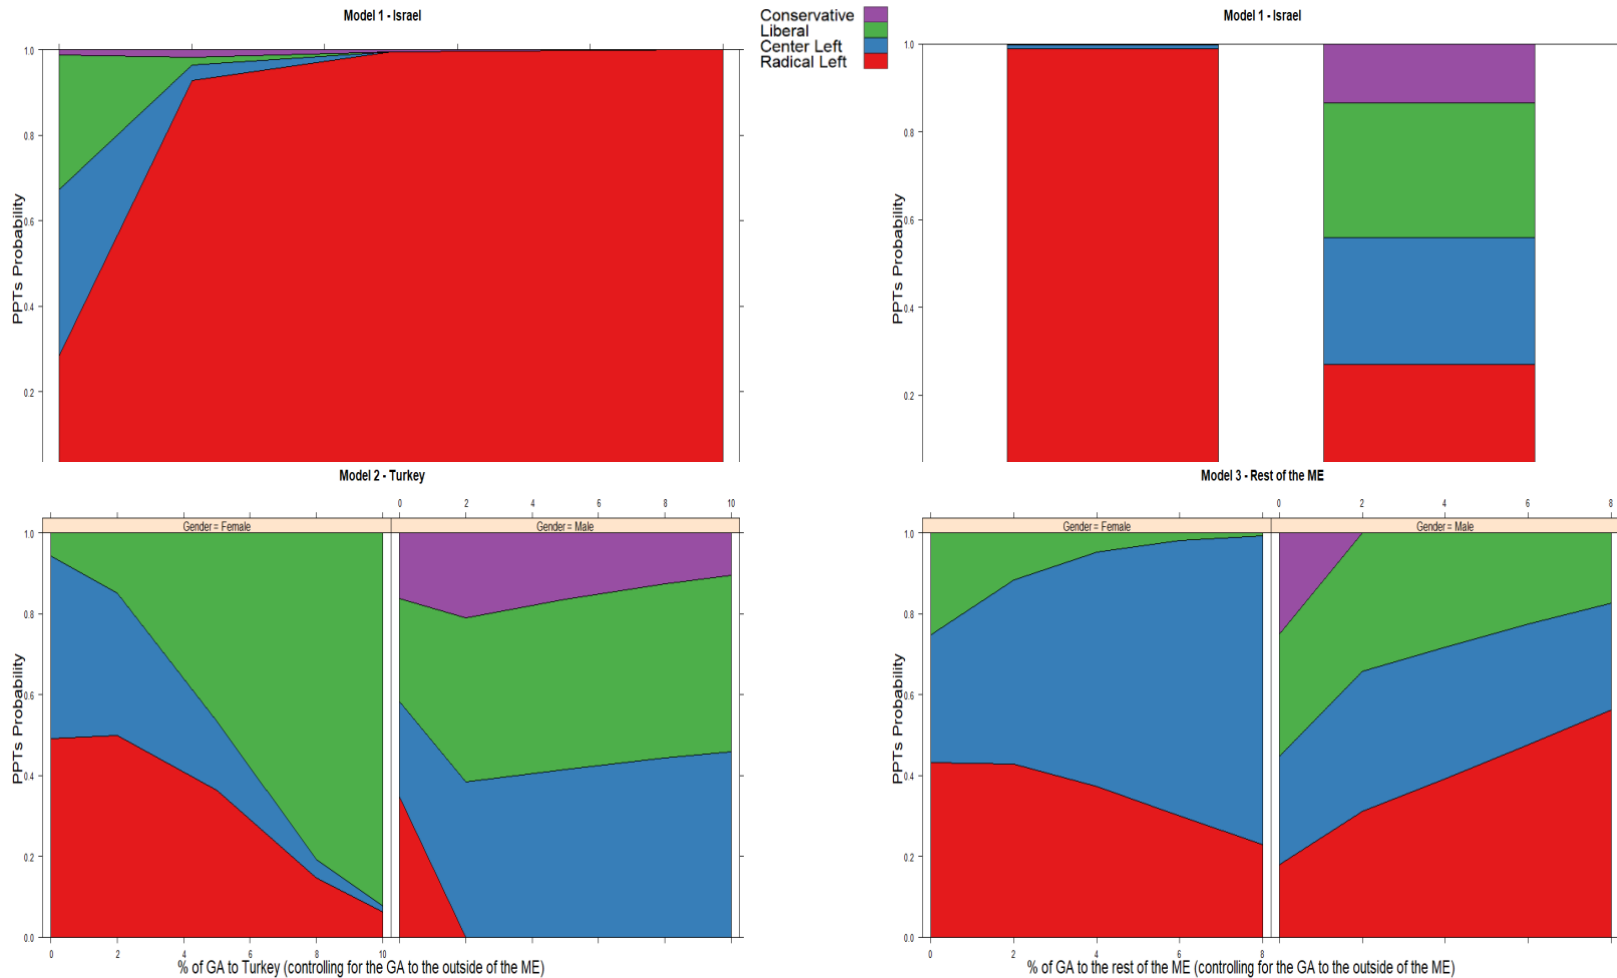 Model 1 - Israel
Conservative
Liberal
Center Left
Radical Left
Model 1 - Israel
1.0
0.8
0.6
0.4
0.2
PPTs Probability
1.0
0.8
0.6
0.4
0.2
PPTs Probability
Model 2 - Turkey
0 2 4 6 8 10
Gender = Female
Gender = Male
1.0
0.8
0.6
0.4
0.2
0.0
PPTs Probability
0 2 4 6 8 10
% of GA to Turkey (controlling for the GA to the outside of the ME)
Model 3 - Rest of the ME
0 2 4 6 8
Gender = Female
Gender = Male
1.0
0.8
0.6
0.4
0.2
0.0
PPTs Probability
0 2 4 6 8
% of GA to the rest of the ME (controlling for the GA to the outside of the ME)